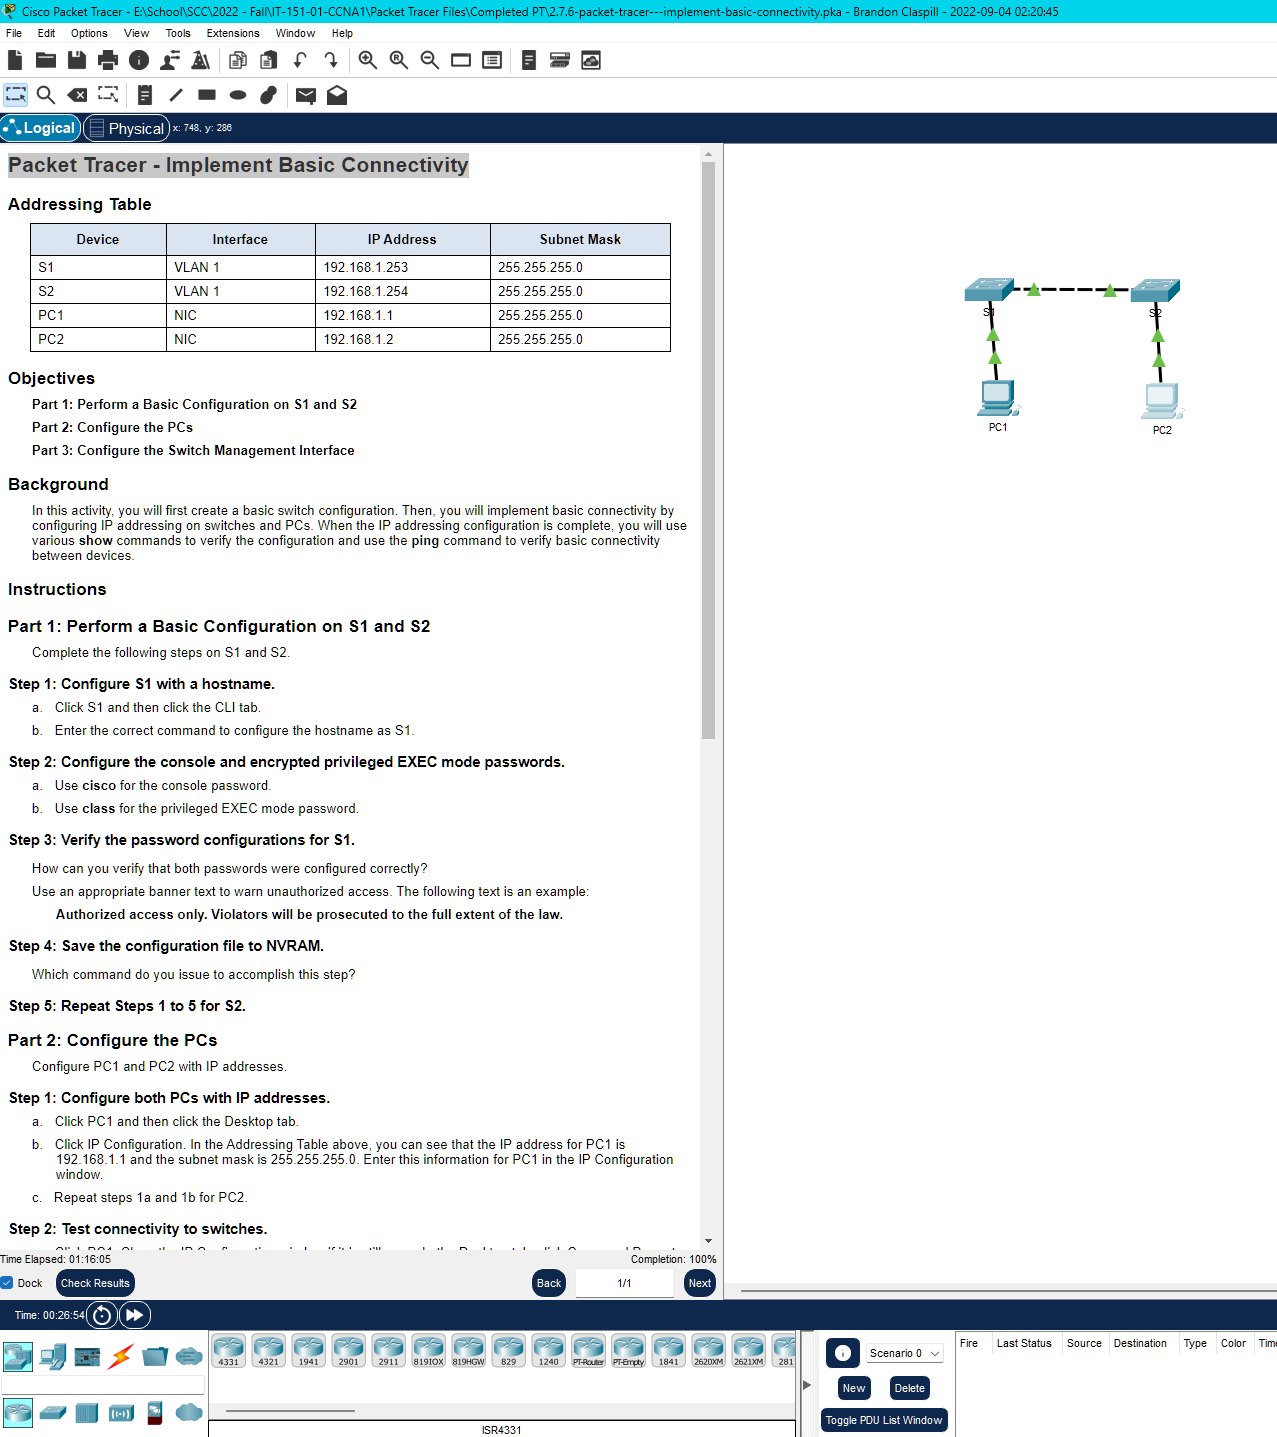 Cisco Packet Tracer - E:\School\SCC\2022 - Fall\IT-151-01-CCNA1\Packet Tracer Files\Completed PT\2.7.6-packet-tracer---implement-basic-connectivity.pka - Brandon Claspill - 2022-09-04 02:20:45
File Edit Options View Tools Extensions Window Help
Logical Physical x: 748, y: 286
Packet Tracer - Implement Basic Connectivity
Addressing Table
Device Interface IP Address Subnet Mask
S1 VLAN 1 192.168.1.253 255.255.255.0
S2 VLAN 1 192.168.1.254 255.255.255.0
PC1 NIC 192.168.1.1 255.255.255.0
PC2 NIC 192.168.1.2 255.255.255.0
Objectives
Part 1: Perform a Basic Configuration on S1 and S2
Part 2: Configure the PCs
Part 3: Configure the Switch Management Interface
Background
In this activity, you will first create a basic switch configuration. Then, you will implement basic connectivity by
configuring IP addressing on switches and PCs. When the IP addressing configuration is complete, you will use
various show commands to verify the configuration and use the ping command to verify basic connectivity
between devices.
Instructions
Part 1: Perform a Basic Configuration on S1 and S2
Complete the following steps on S1 and S2.
Step 1: Configure S1 with a hostname.
a. Click S1 and then click the CLI tab.
b. Enter the correct command to configure the hostname as S1.
Step 2: Configure the console and encrypted privileged EXEC mode passwords.
a. Use cisco for the console password.
b. Use class for the privileged EXEC mode password.
Step 3: Verify the password configurations for S1.
How can you verify that both passwords were configured correctly?
Use an appropriate banner text to warn unauthorized access. The following text is an example:
Authorized access only. Violators will be prosecuted to the full extent of the law.
Step 4: Save the configuration file to NVRAM.
Which command do you issue to accomplish this step?
Step 5: Repeat Steps 1 to 5 for S2.
Part 2: Configure the PCs
Configure PC1 and PC2 with IP addresses.
Step 1: Configure both PCs with IP addresses.
a. Click PC1 and then click the Desktop tab.
b. Click IP Configuration. In the Addressing Table above, you can see that the IP address for PC1 is
192.168.1.1 and the subnet mask is 255.255.255.0. Enter this information for PC1 in the IP Configuration
window.
c. Repeat steps 1a and 1b for PC2.
Step 2: Test connectivity to switches.
Time Elapsed: 01:16:05 Completion: 100%
Dock Check Results Back 1/1 Next
S1 S2
PC1 PC2
Time: 00:26:54
4331 4321 1941 2901 2911 819IOX 819HGW 829 1240 PT-Router PT-Empty 1841 2620XM 2621XM 281
ISR4331
Scenario 0
New Delete
Toggle PDU List Window
Fire Last Status Source Destination Type Color Time